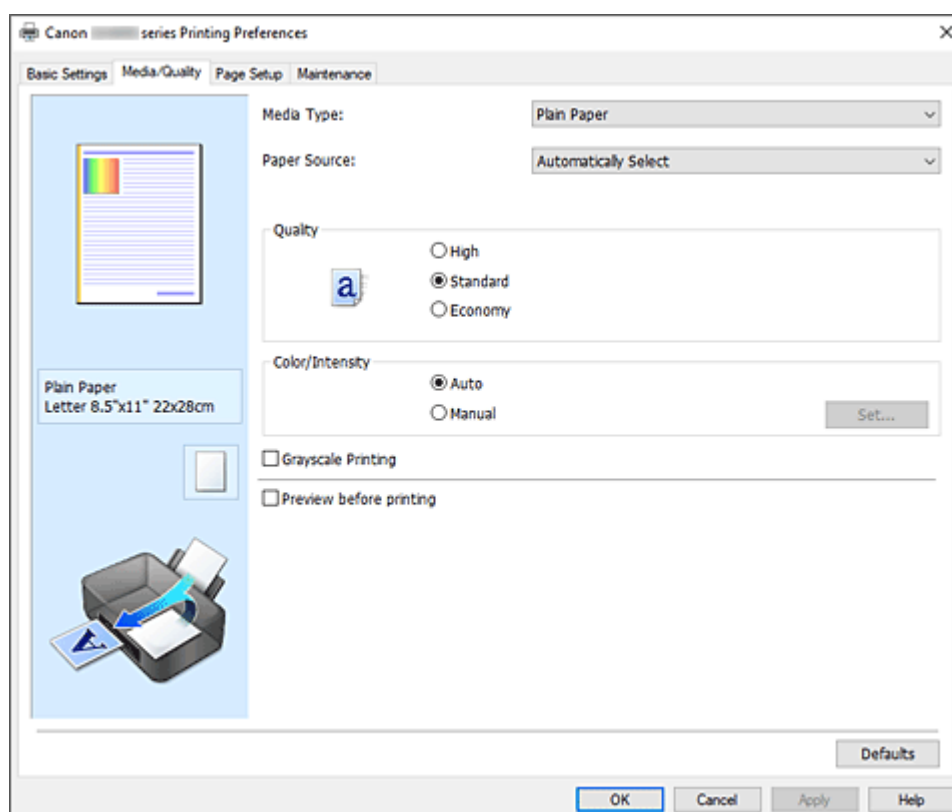 Canon series Printing Preferences
Basic Settings Media/Quality Page Setup Maintenance
Media Type: Plain Paper
Paper Source: Automatically Select
Quality
High
a Standard
Economy
Color/Intensity
Auto
Plain Paper
Letter 8.5"x11" 22x28cm
Manual Set...
Grayscale Printing
Preview before printing
A
Defaults
OK Cancel Apply Help